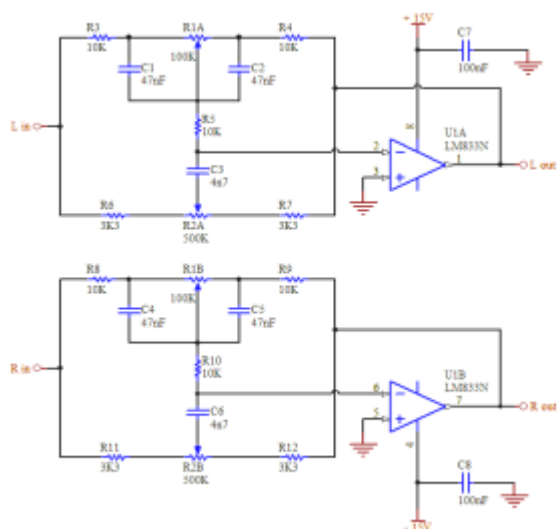 R3
10K
R1A
100K
R4
10K
+ 15V
C7
100nF
C1
47nF
C2
47nF
L in
R5
10K
8
U1A
LM833N
2
3
1
L out
C3
4n7
R6
3K3
R2A
500K
R7
3K3
R8
10K
R1B
100K
R9
10K
C4
47nF
C5
47nF
R in
R10
10K
U1B
LM833N
6
5
7
R out
C6
4n7
4
R11
3K3
R2B
500K
R12
3K3
C8
100nF
- 15V